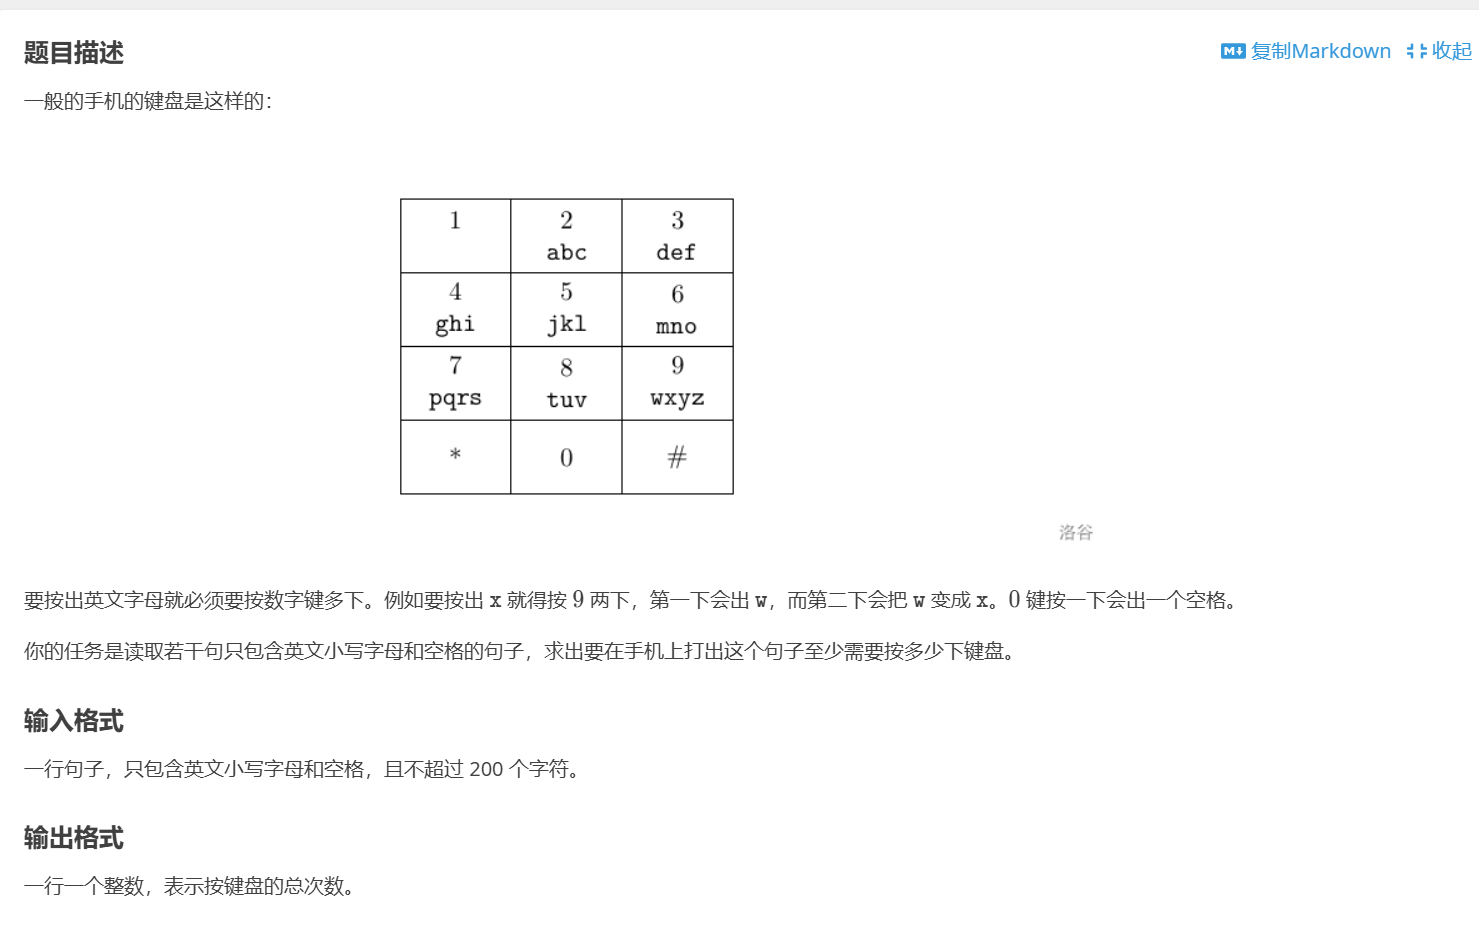 题目描述
复制Markdown 收起
一般的手机的键盘是这样的：
1 2 3
abc def
4 5 6
ghi jkl mno
7 8 9
pqrs tuv wxyz
* 0 #
洛谷
要按出英文字母就必须要按数字键多下。例如要按出 x 就得按 9 两下，第一下会出 w，而第二下会把 w 变成 x。0 键按一下会出一个空格。
你的任务是读取若干句只包含英文小写字母和空格的句子，求出要在手机上打出这个句子至少需要按多少下键盘。
输入格式
一行句子，只包含英文小写字母和空格，且不超过 200 个字符。
输出格式
一行一个整数，表示按键盘的总次数。